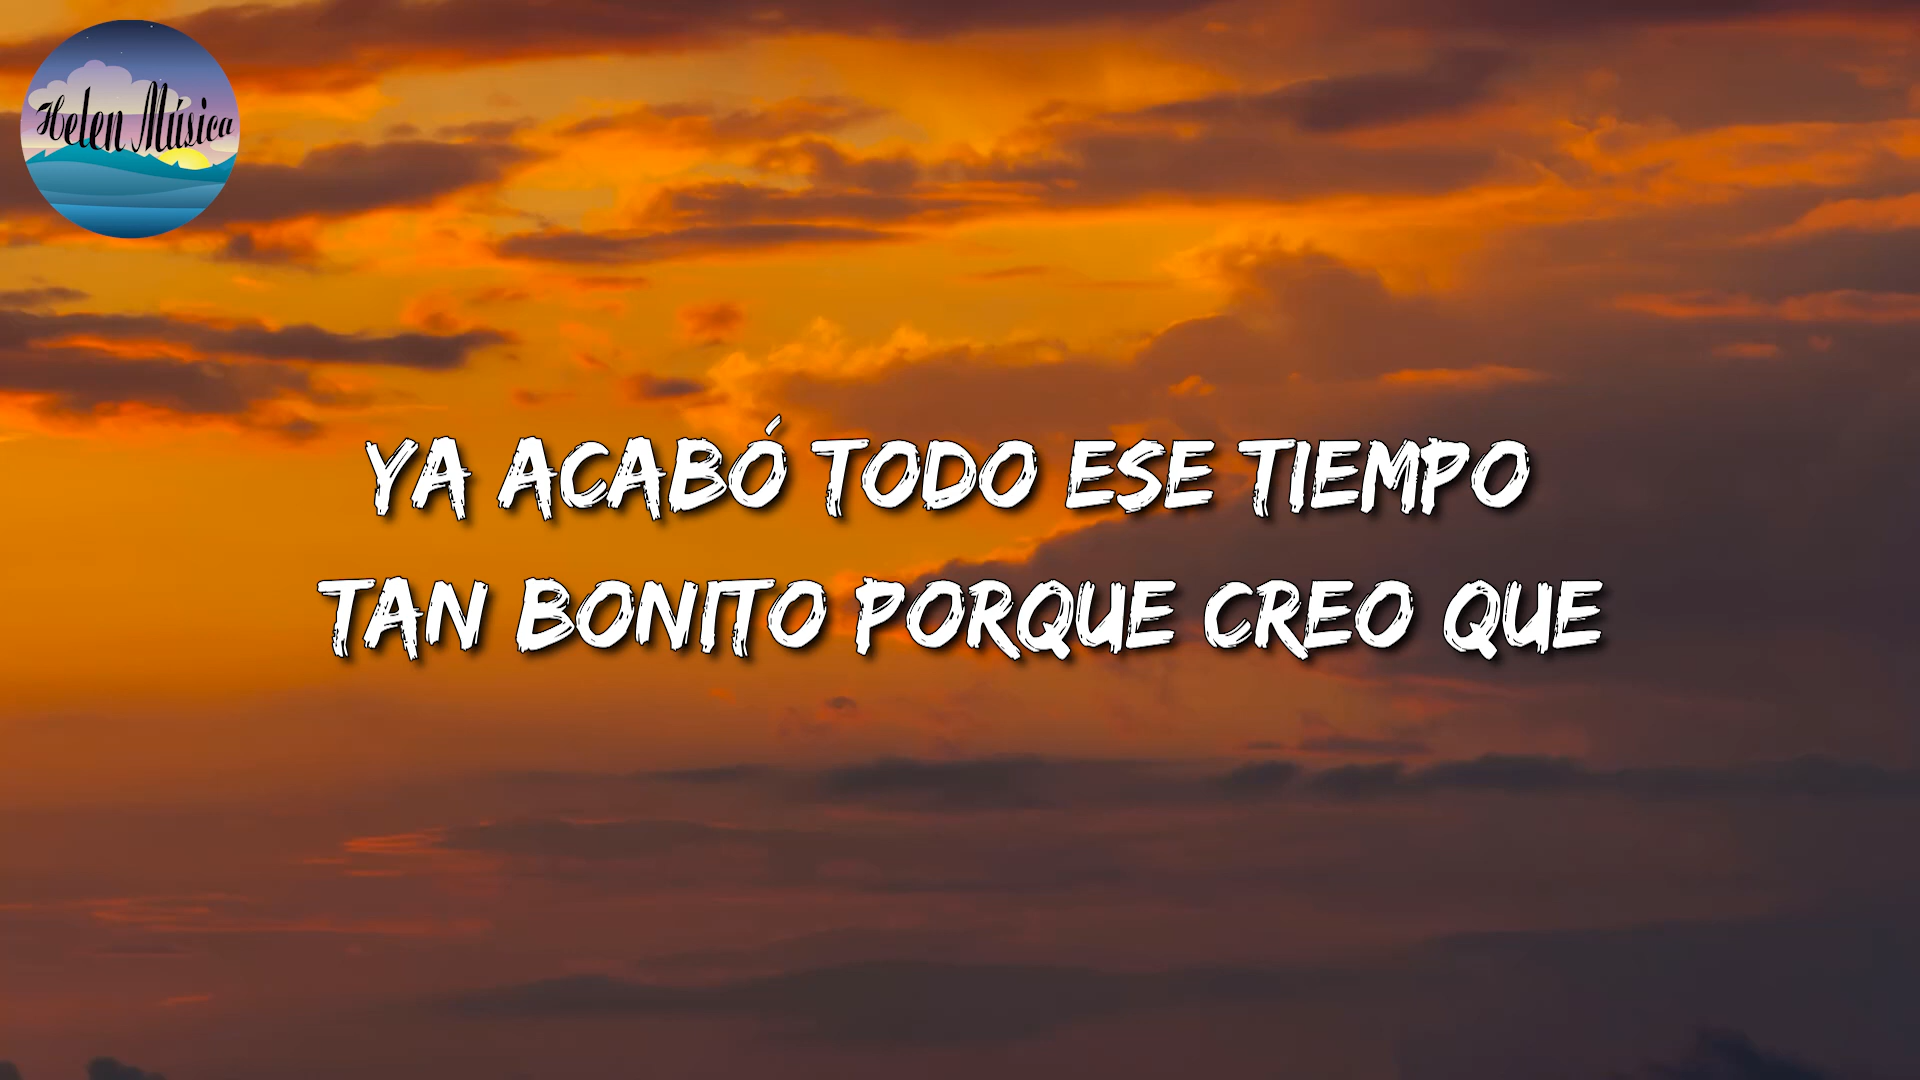 Helen Música
YA ACABÓ TODO ESE TIEMPO
TAN BONITO PORQUE CREO QUE